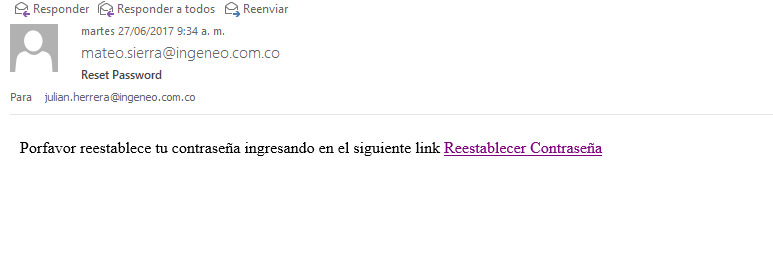 Responder Responder a todos Reenviar
martes 27/06/2017 9:34 a. m.
mateo.sierra@ingeneo.com.co
Reset Password
Para julian.herrera@ingeneo.com.co
Porfavor reestablece tu contraseña ingresando en el siguiente link Reestablecer Contraseña